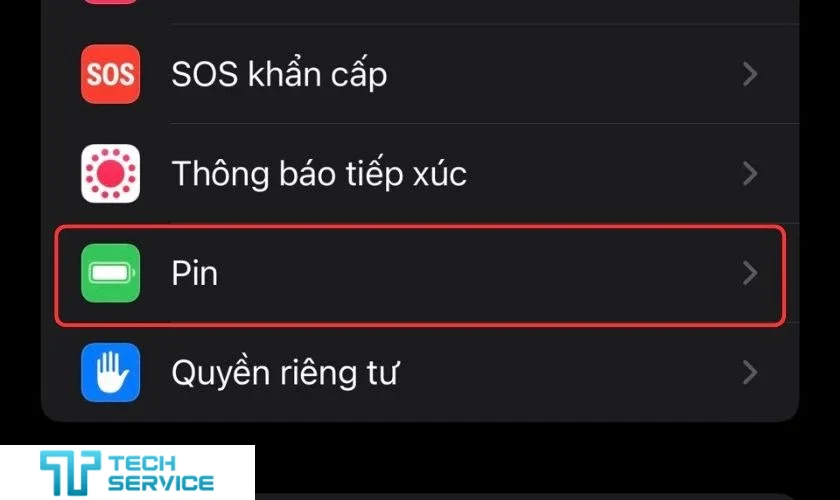 SOS
SOS khẩn cấp
Thông báo tiếp xúc
Pin
Quyền riêng tư
TECH
SERVICE